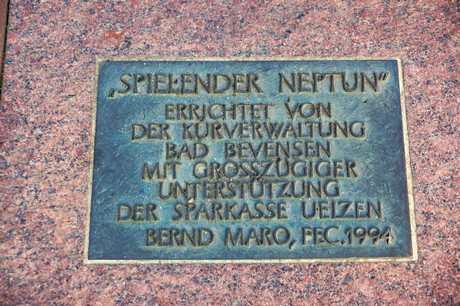 „SPIELENDER NEPTUN"
ERRICHTET VON
DER KURVERWALTUNG
BAD BEVENSEN
MIT GROSSZÜGIGER
UNTERSTÜTZUNG
DER SPARKASSE UELZEN
BERND MARO, FEC. 1994